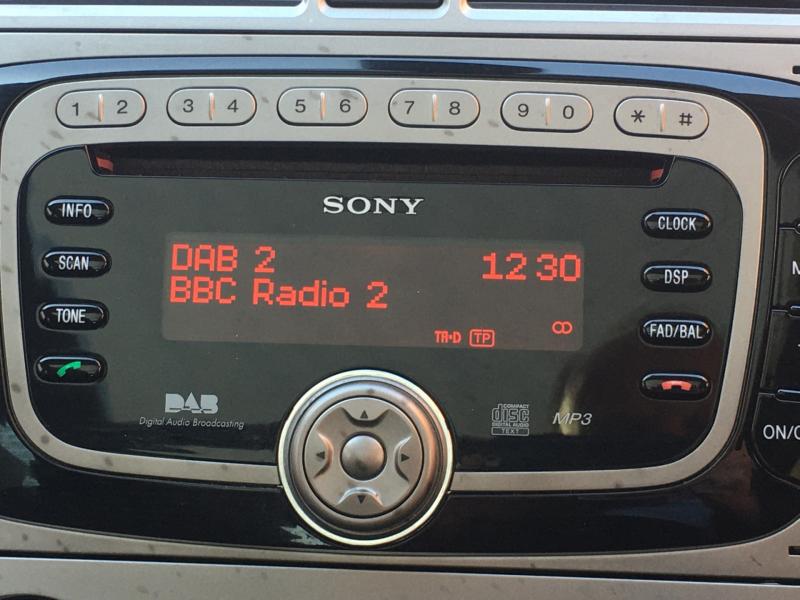 1 2 3 4 5 6 7 8 9 0 * #
SONY
INFO
CLOCK
SCAN
DAB 2 12 30
DSP
BBC Radio 2
TONE
FAD/BAL
TA•D TP
DAB
Digital Audio Broadcasting
COMPACT
disc
DIGITAL AUDIO
TEXT
MP3
M
ON/O